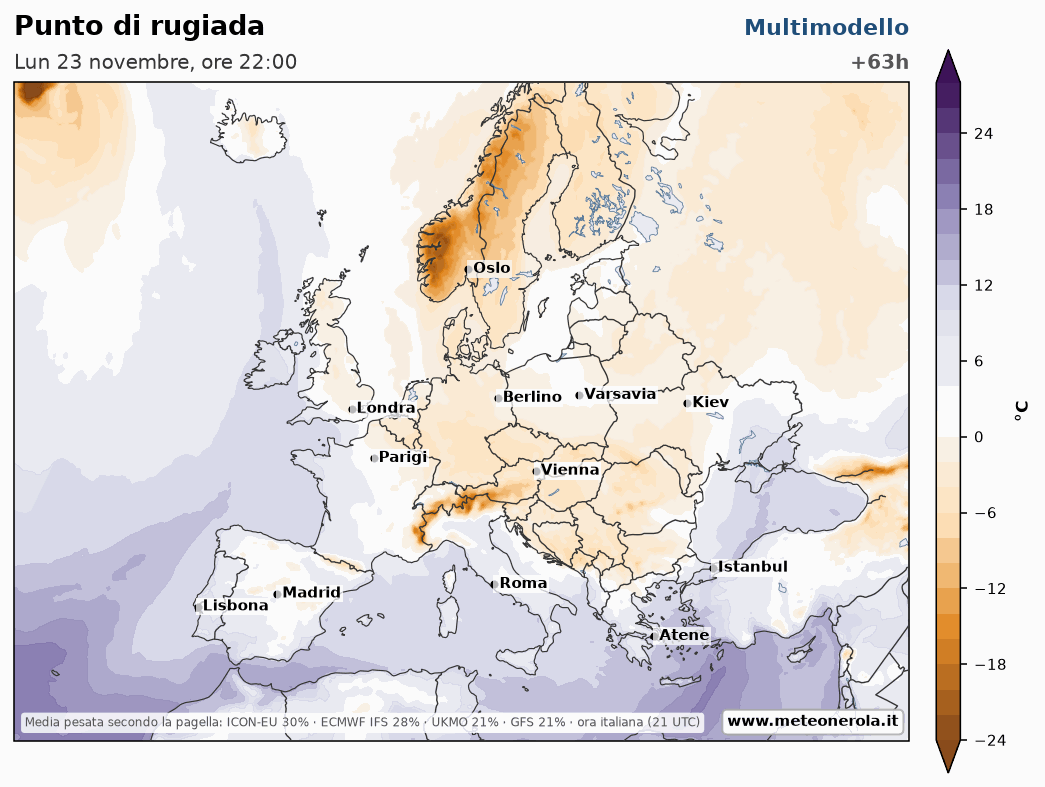 Punto di rugiada
Multimodello
Lun 23 novembre, ore 22:00
+63h
Oslo
Londra
Berlino
Varsavia
Kiev
Parigi
Vienna
Istanbul
Roma
Madrid
Lisbona
Atene
Media pesata secondo la pagella: ICON-EU 30% · ECMWF IFS 28% · UKMO 21% · GFS 21% · ora italiana (21 UTC)
www.meteonerola.it
24
18
12
6
0
−6
−12
−18
−24
°C